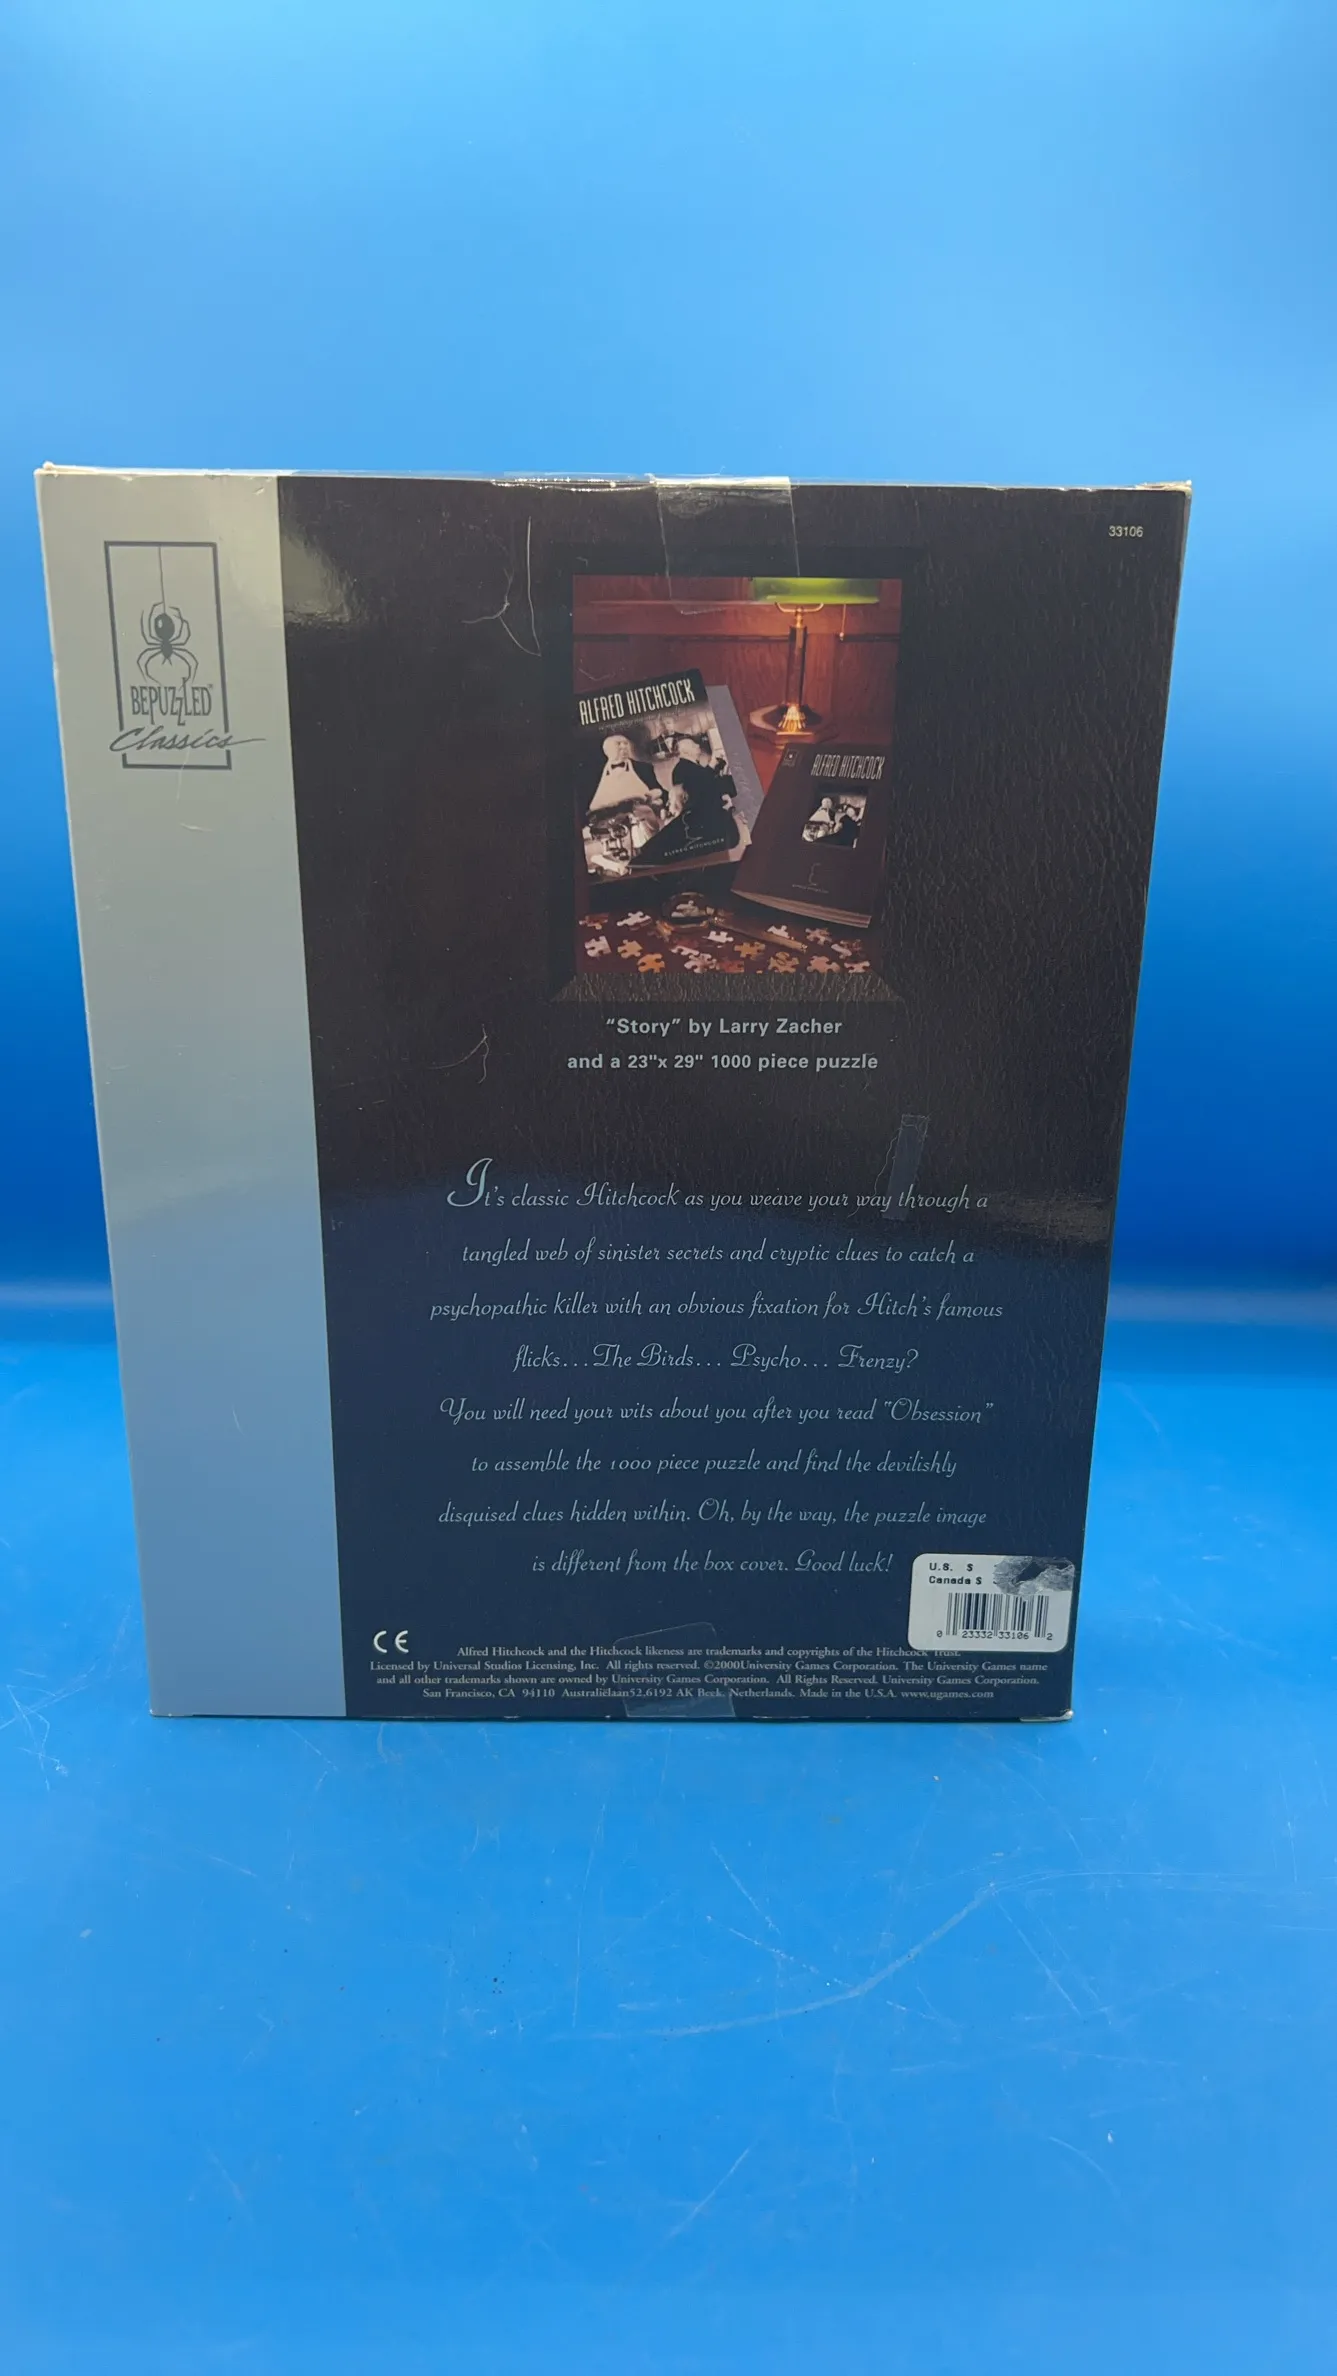 33106
BEPUZZLED
Classics
ALFRED HITCHCOCK
ALFRED HITCHCOCK
ALFRED HITCHCOCK
"Story" by Larry Zacher
and a 23"x 29" 1000 piece puzzle
It's classic Hitchcock as you weave your way through a
tangled web of sinister secrets and cryptic clues to catch a
psychopathic killer with an obvious fixation for Hitch's famous
flicks...The Birds... Psycho... Frenzy?
You will need your wits about you after you read "Obsession"
to assemble the 1000 piece puzzle and find the devilishly
disquised clues hidden within. Oh, by the way, the puzzle image
is different from the box cover. Good luck!
U.S. $
Canada $
0 23332 33106 2
CE
Alfred Hitchcock and the Hitchcock likeness are trademarks and copyrights of the Hitchcock Trust.
Licensed by Universal Studios Licensing, Inc. All rights reserved. ©2000University Games Corporation. The University Games name
and all other trademarks shown are owned by University Games Corporation. All Rights Reserved. University Games Corporation.
San Francisco, CA 94110 Australiëlaan52,6192 AK Beek. Netherlands. Made in the U.S.A. www.ugames.com